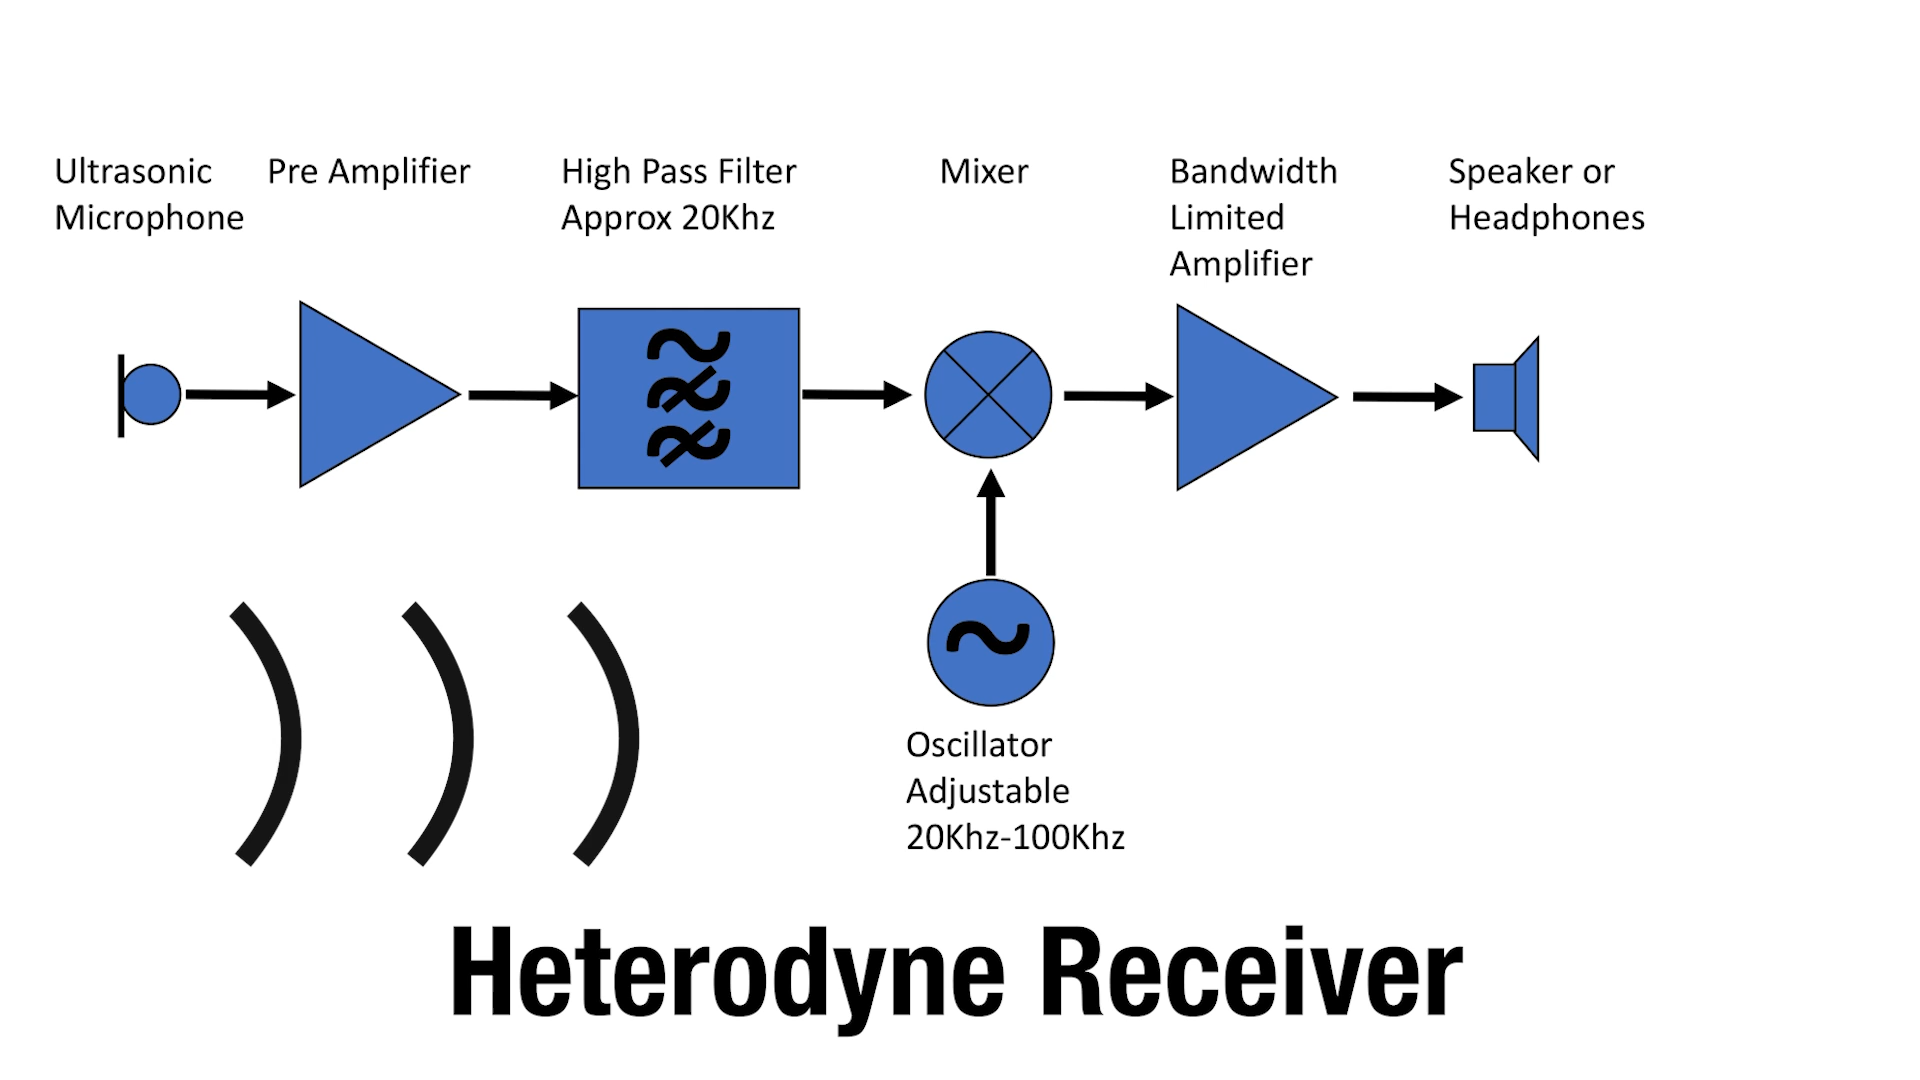 Ultrasonic
Microphone
Pre Amplifier
High Pass Filter
Approx 20Khz
Mixer
Bandwidth
Limited
Amplifier
Speaker or
Headphones
Oscillator
Adjustable
20Khz-100Khz
Heterodyne Receiver